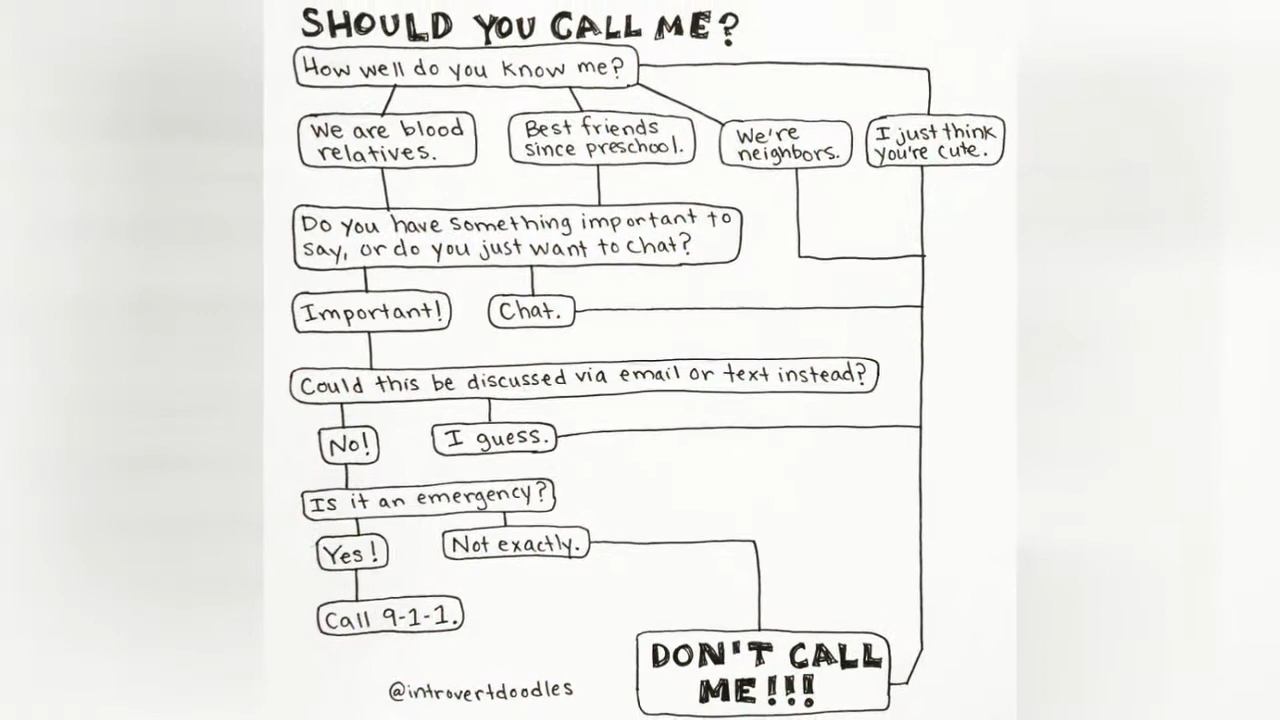 SHOULD YOU CALL ME?
How well do you know me?
We are blood
relatives.
Best friends
since preschool.
We're
neighbors.
I just think
you're cute.
Do you have something important to
say, or do you just want to chat?
Important!
Chat.
Could this be discussed via email or text instead?
No!
I guess.
Is it an emergency?
Yes!
Not exactly.
Call 9-1-1.
DON'T CALL
ME!!!
@introvertdoodles